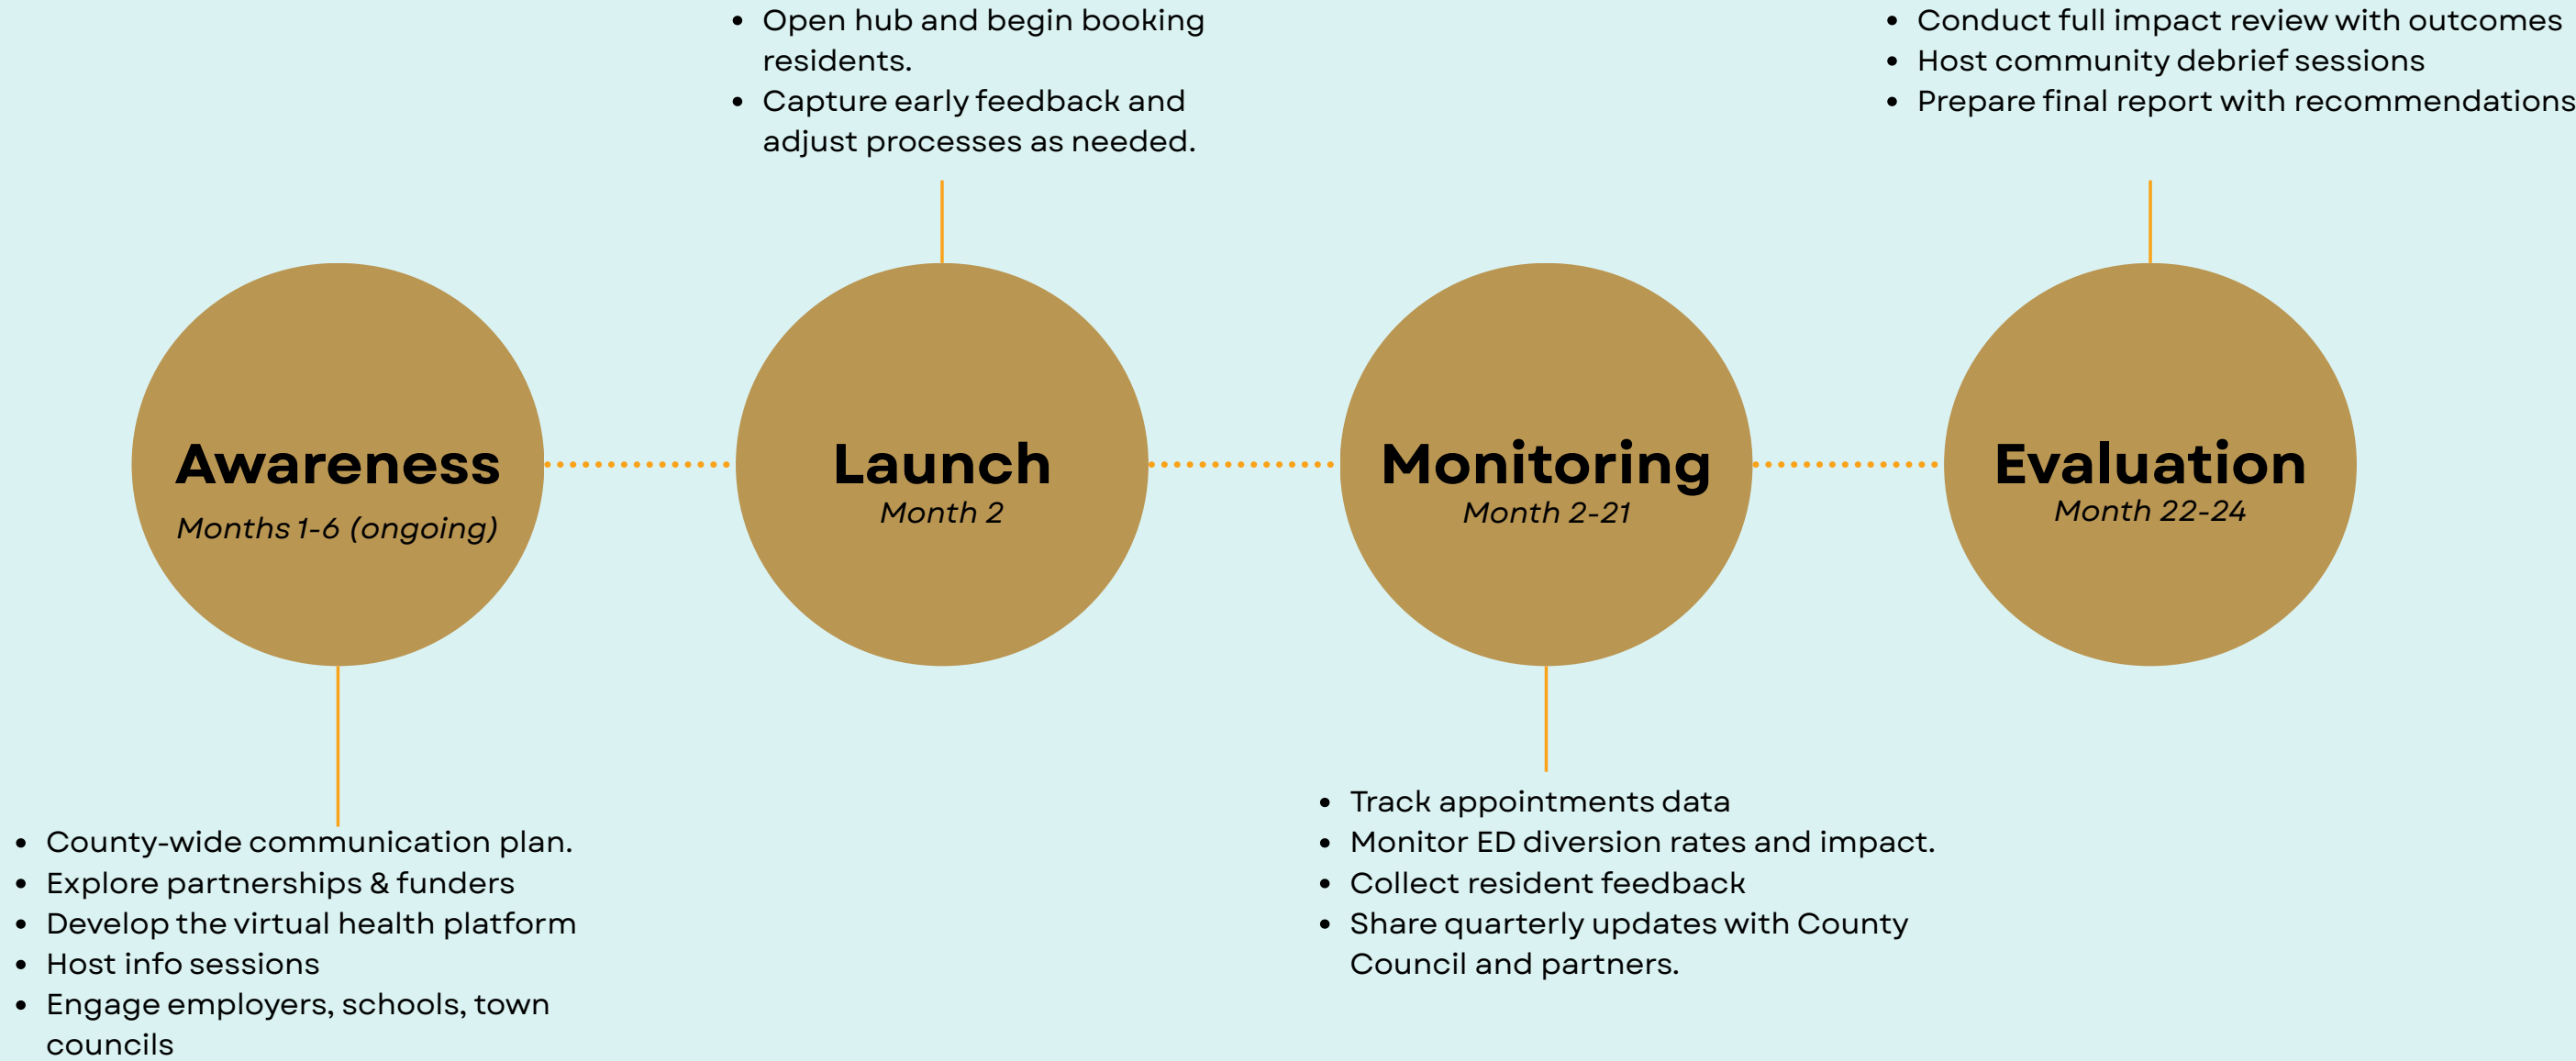 • Open hub and begin booking
residents.
• Capture early feedback and
adjust processes as needed.
• Conduct full impact review with outcomes
• Host community debrief sessions
• Prepare final report with recommendations
Awareness
Months 1-6 (ongoing)
Launch
Month 2
Monitoring
Month 2-21
Evaluation
Month 22-24
• County-wide communication plan.
• Explore partnerships & funders
• Develop the virtual health platform
• Host info sessions
• Engage employers, schools, town
councils
• Track appointments data
• Monitor ED diversion rates and impact.
• Collect resident feedback
• Share quarterly updates with County
Council and partners.